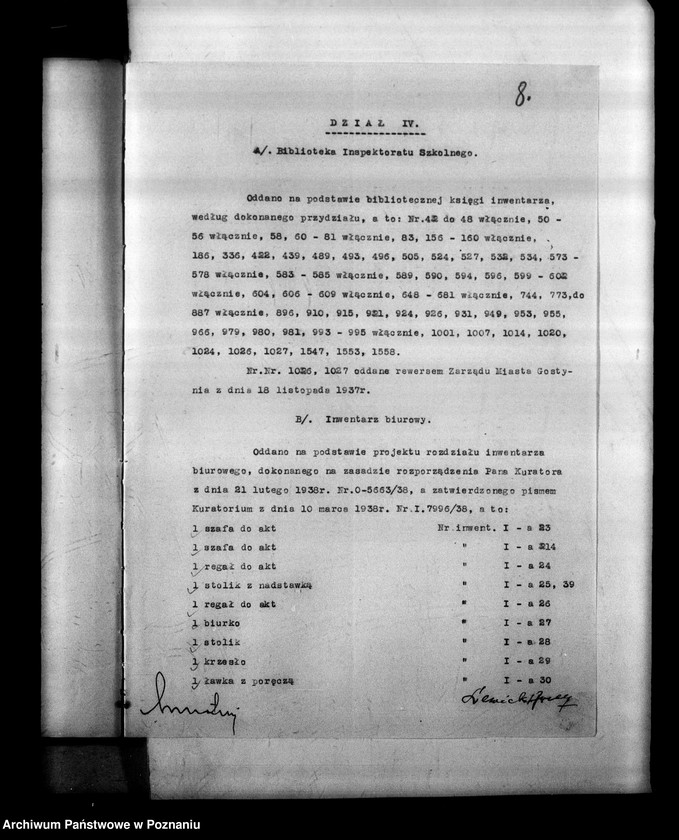 8.
DZIAŁ IV.
A/. Biblioteka Inspektoratu Szkolnego.
Oddano na podstawie bibliotecznej księgi inwentarza,
według dokonanego przydziału, a to: Nr.42 do 48 włącznie, 50 -
56 włącznie, 58, 60 - 81 włącznie, 83, 156 - 160 włącznie,
186, 336, 422, 439, 489, 493, 496, 505, 524, 527, 532, 534, 573 -
578 włącznie, 583 - 585 włącznie, 589, 590, 594, 596, 599 - 602
włącznie, 604, 606 - 609 włącznie, 648 - 681 włącznie, 744, 773,do
887 włącznie, 896, 910, 915, 921, 924, 926, 931, 949, 953, 955,
966, 979, 980, 981, 993 - 995 włącznie, 1001, 1007, 1014, 1020,
1024, 1026, 1027, 1547, 1553, 1558.
Nr.Nr. 1026, 1027 oddane rewersem Zarządu Miasta Gosty-
nia z dnia 18 listopada 1937r.
B/. Inwentarz biurowy.
Oddano na podstawie projektu rozdziału inwentarza
biurowego, dokonanego na zasadzie rozporządzenia Pana Kuratora
z dnia 21 lutego 1938r. Nr.0-5663/38, a zatwierdzonego pismem
Kuratorium z dnia 10 marca 1938r. Nr.I.7996/38, a to:
1 szafa do akt Nr.inwent. I - a 23
1 szafa do akt " I - a 214
1 regał do akt " I - a 24
1 stolik z nadstawką " I - a 25, 39
1 regał do akt " I - a 26
1 biurko " I - a 27
1 stolik " I - a 28
1 krzesło " I - a 29
1 ławka z poręczą " I - a 30
Archiwum Państwowe w Poznaniu